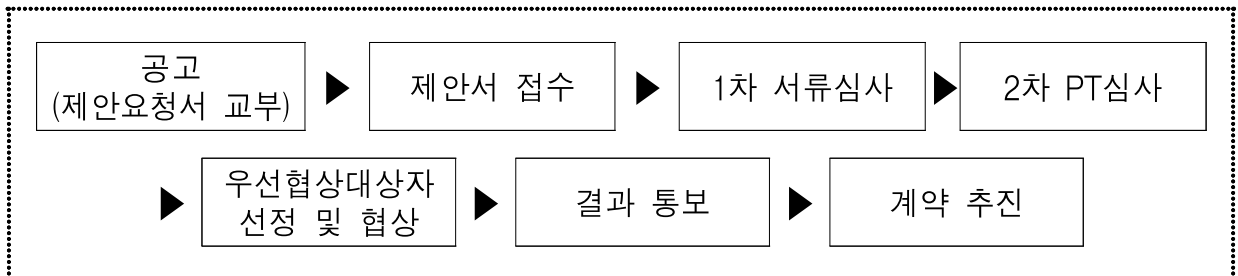 공고
(제안요청서 교부)
▶
제안서 접수
▶
1차 서류심사
▶
2차 PT심사
▶
우선협상대상자
선정 및 협상
▶
결과 통보
▶
계약 추진